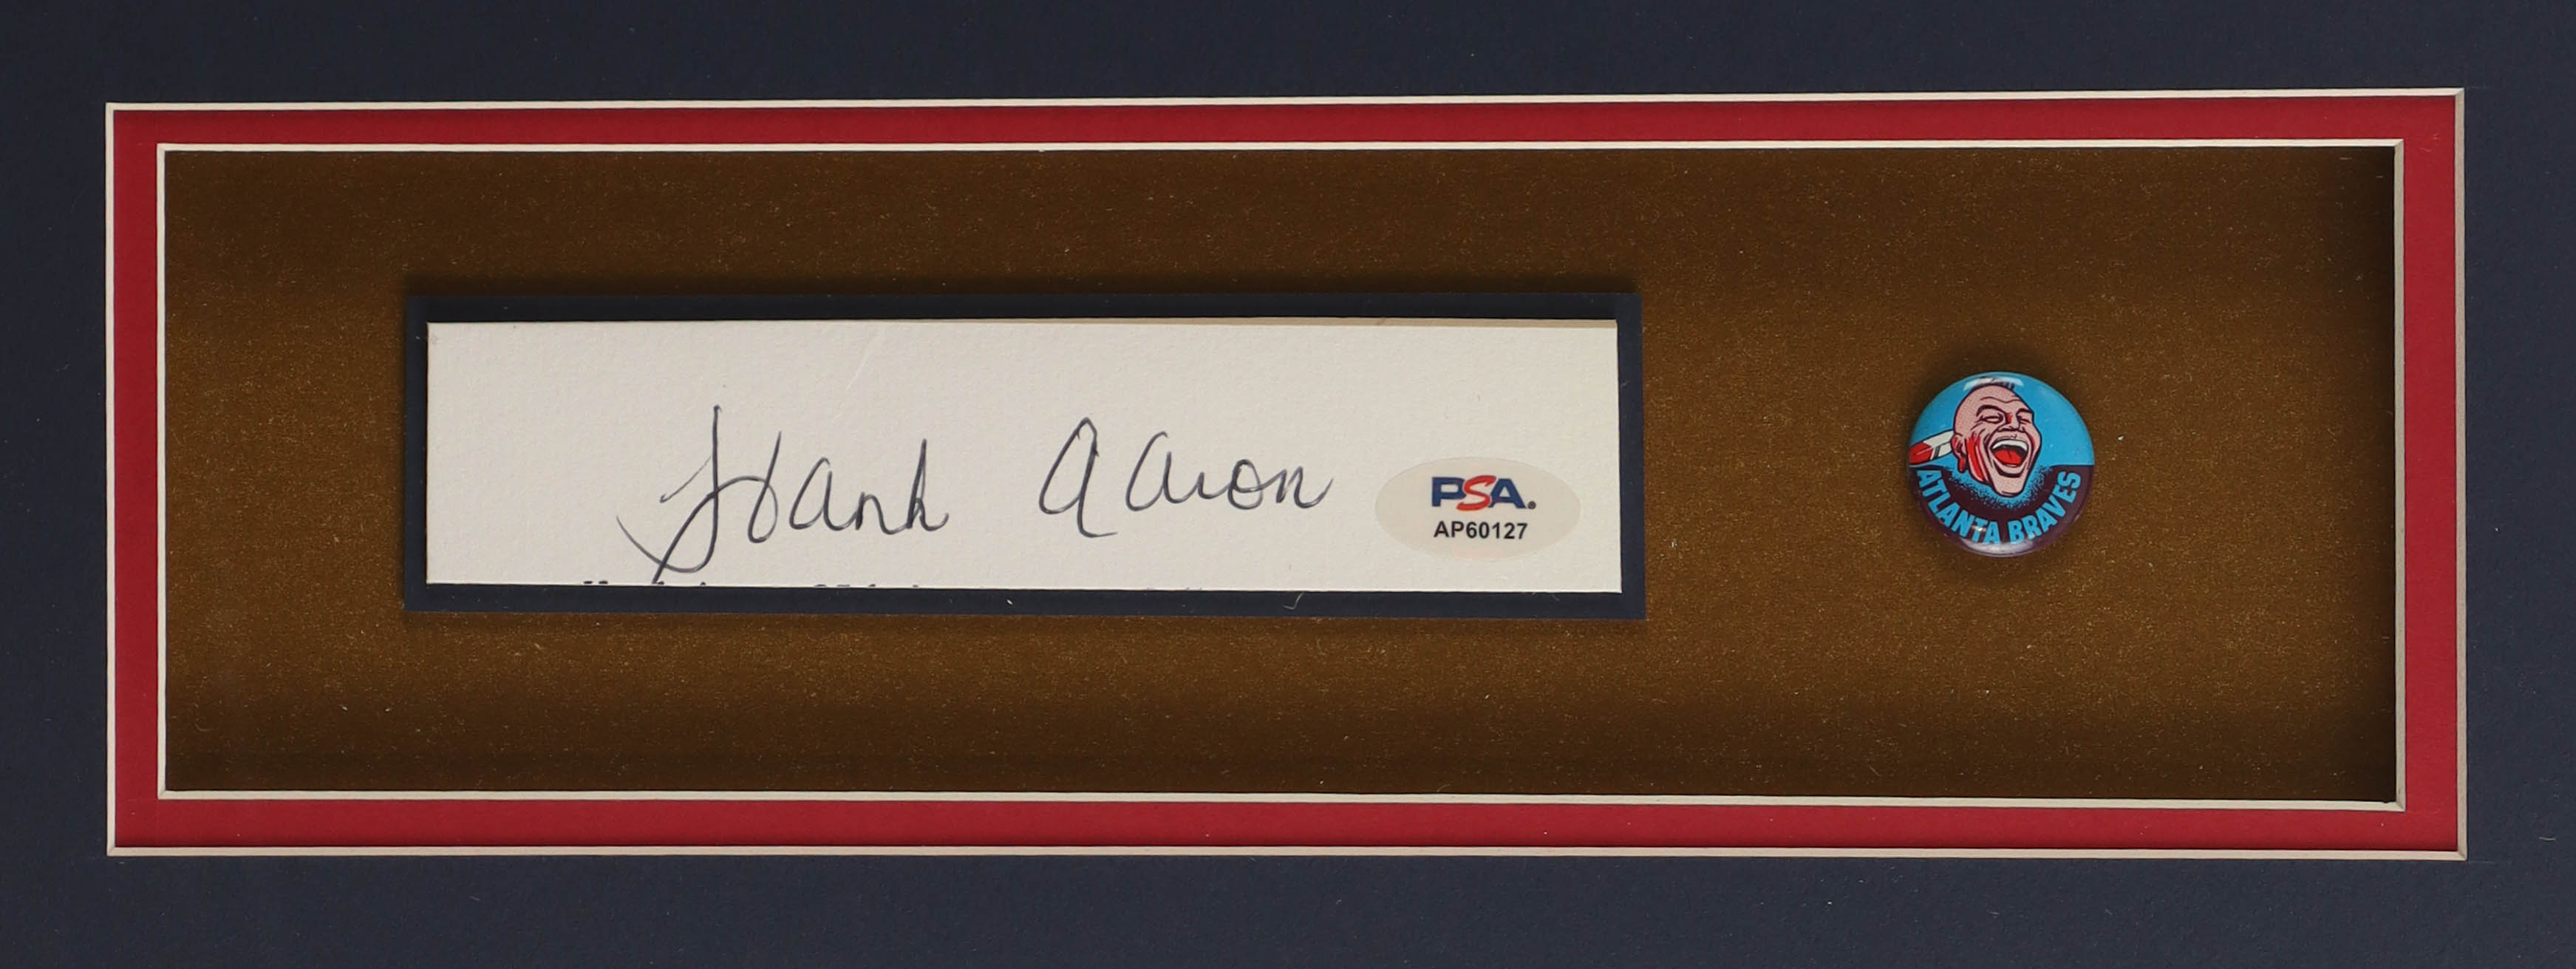 Hank Aaron
PSA.
AP60127
ATLANTA BRAVES